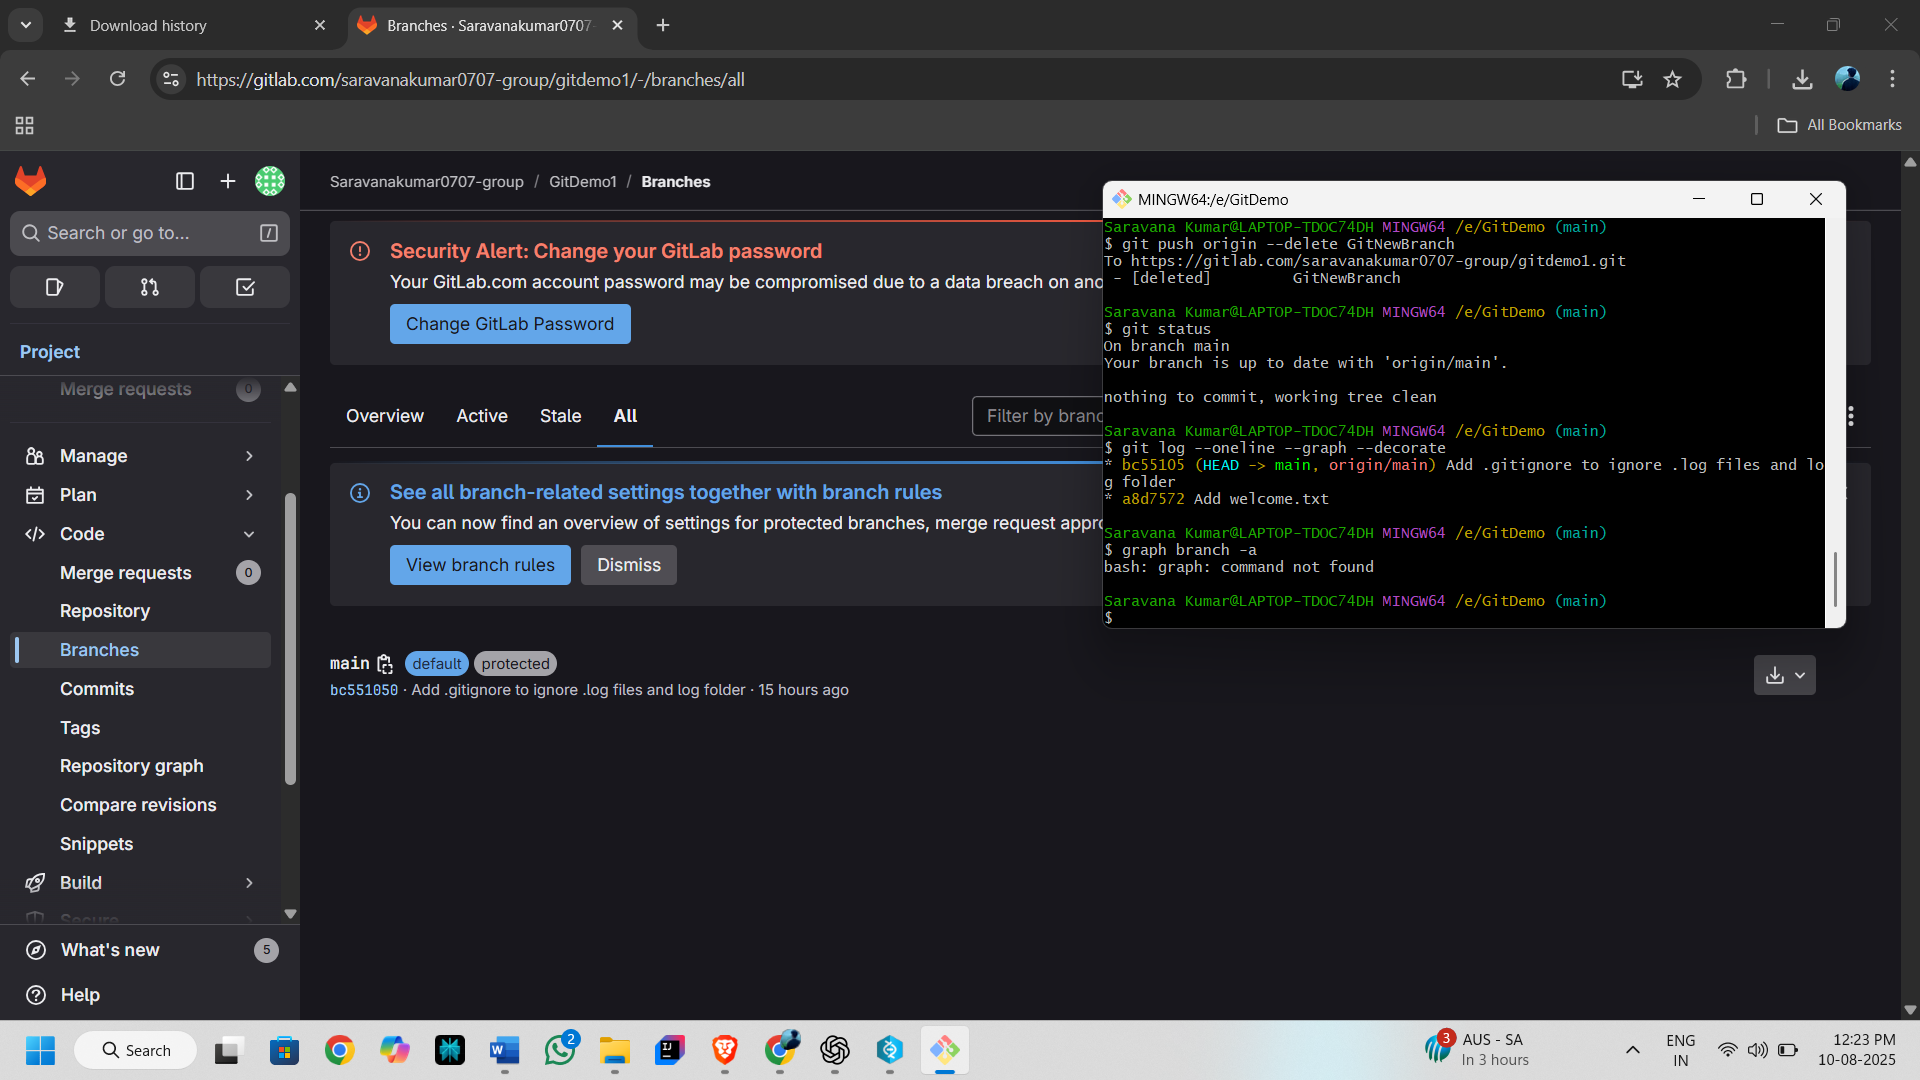 Download history
Branches · Saravanakumar0707-
https://gitlab.com/saravanakumar0707-group/gitdemo1/-/branches/all
All Bookmarks
Search or go to...
/
Project
Merge requests 0
Manage
Plan
Code
Merge requests 0
Repository
Branches
Commits
Tags
Repository graph
Compare revisions
Snippets
Build
Secure
What's new 5
Help
Saravanakumar0707-group / GitDemo1 / Branches
Security Alert: Change your GitLab password
Your GitLab.com account password may be compromised due to a data breach on
Change GitLab Password
Overview Active Stale All
Filter by
See all branch-related settings together with branch rules
You can now find an overview of settings for protected branches, merge request
View branch rules
Dismiss
main default protected
bc551050 · Add .gitignore to ignore .log files and log folder · 15 hours ago
MINGW64:/e/GitDemo
Saravana Kumar@LAPTOP-TDOC74DH MINGW64 /e/GitDemo (main)
$ git push origin --delete GitNewBranch
To https://gitlab.com/saravanakumar0707-group/gitdemo1.git
 - [deleted]         GitNewBranch
Saravana Kumar@LAPTOP-TDOC74DH MINGW64 /e/GitDemo (main)
$ git status
On branch main
Your branch is up to date with 'origin/main'.
nothing to commit, working tree clean
Saravana Kumar@LAPTOP-TDOC74DH MINGW64 /e/GitDemo (main)
$ git log --oneline --graph --decorate
* bc55105 (HEAD -> main, origin/main) Add .gitignore to ignore .log files and lo
g folder
* a8d7572 Add welcome.txt
Saravana Kumar@LAPTOP-TDOC74DH MINGW64 /e/GitDemo (main)
$ graph branch -a
bash: graph: command not found
Saravana Kumar@LAPTOP-TDOC74DH MINGW64 /e/GitDemo (main)
$
Search
W
2
IJ
3
AUS - SA
In 3 hours
ENG
IN
12:23 PM
10-08-2025